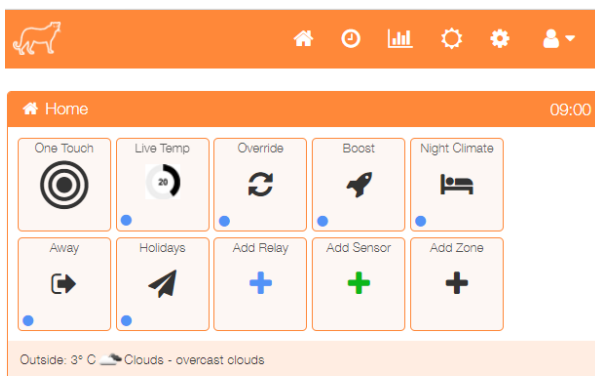 Home 09:00
One Touch Live Temp Override Boost Night Climate
20
Away Holidays Add Relay Add Sensor Add Zone
Outside: 3° C Clouds - overcast clouds